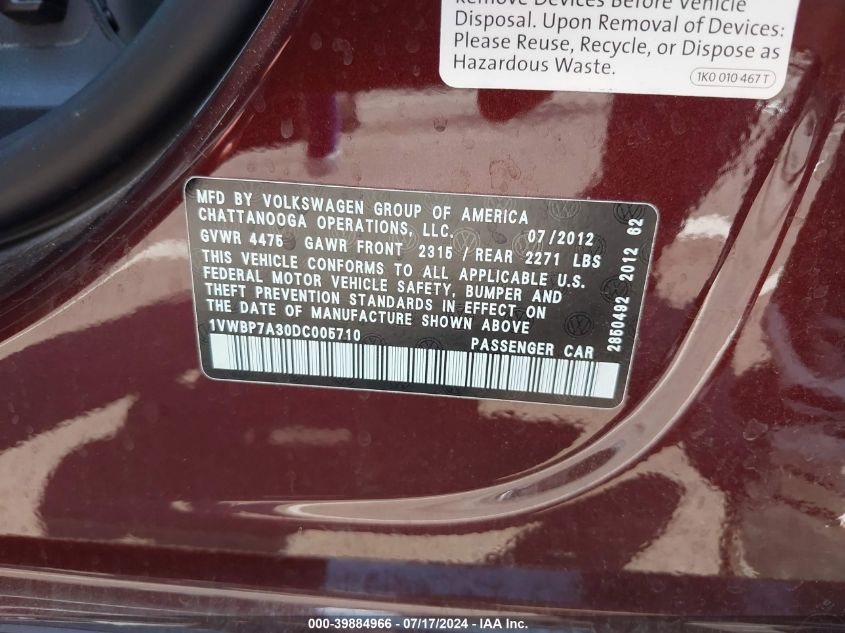 Remove Devices Before Vehicle
Disposal. Upon Removal of Devices:
Please Reuse, Recycle, or Dispose as
Hazardous Waste.
1K0 010 467 T
MFD BY VOLKSWAGEN GROUP OF AMERICA
CHATTANOOGA OPERATIONS, LLC. 07/2012
GVWR 4475 GAWR FRONT 2315 / REAR 2271 LBS
THIS VEHICLE CONFORMS TO ALL APPLICABLE U.S.
FEDERAL MOTOR VEHICLE SAFETY, BUMPER AND
THEFT PREVENTION STANDARDS IN EFFECT ON
THE DATE OF MANUFACTURE SHOWN ABOVE
1VWBP7A30DC005710
PASSENGER CAR
2850492 2012 62
000-39884966 / 07/17/2024 - IAA Inc.